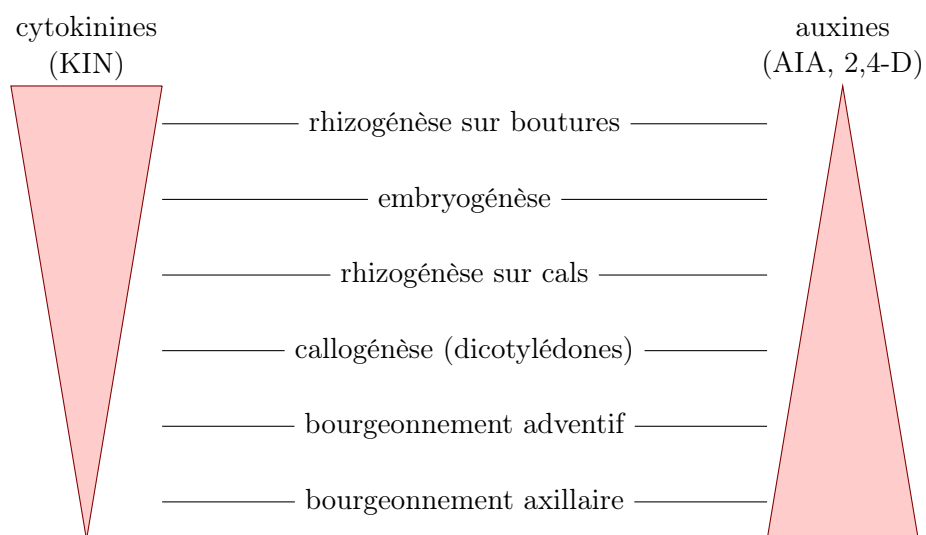 cytokinines
(KIN)
auxines
(AIA, 2,4-D)
rhizogénèse sur boutures
embryogénèse
rhizogénèse sur cals
callogénèse (dicotylédones)
bourgeonnement adventif
bourgeonnement axillaire